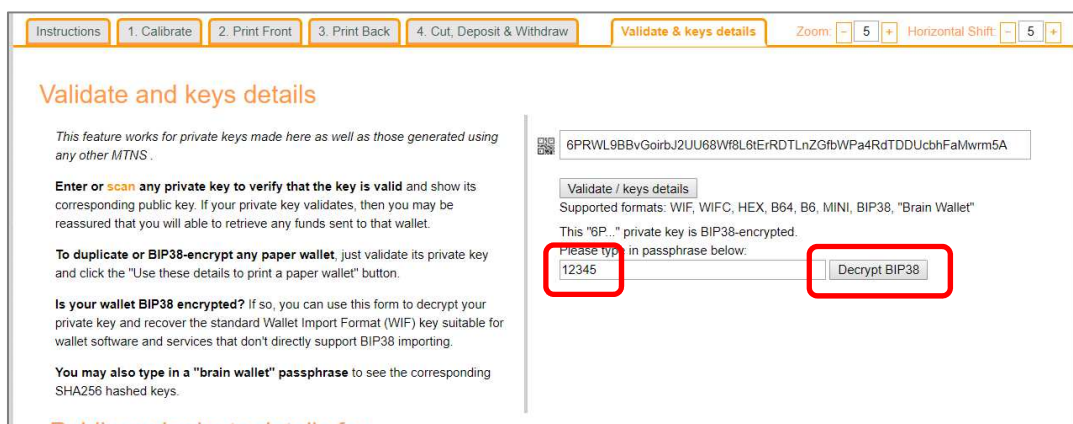 Instructions 1. Calibrate 2. Print Front 3. Print Back 4. Cut, Deposit & Withdraw Validate & keys details Zoom: - 5 + Horizontal Shift: - 5 +
Validate and keys details
This feature works for private keys made here as well as those generated using
any other MTNS .
Enter or scan any private key to verify that the key is valid and show its
corresponding public key. If your private key validates, then you may be
reassured that you will able to retrieve any funds sent to that wallet.
To duplicate or BIP38-encrypt any paper wallet, just validate its private key
and click the "Use these details to print a paper wallet" button.
Is your wallet BIP38 encrypted? If so, you can use this form to decrypt your
private key and recover the standard Wallet Import Format (WIF) key suitable for
wallet software and services that don't directly support BIP38 importing.
You may also type in a "brain wallet" passphrase to see the corresponding
SHA256 hashed keys.
6PRWL9BBvGoirbJ2UU68Wf8L6tErRDTLnZGfbWPa4RdTDDUcbhFaMwrm5A
Validate / keys details
Supported formats: WIF, WIFC, HEX, B64, B6, MINI, BIP38, "Brain Wallet"
This "6P..." private key is BIP38-encrypted.
Please type in passphrase below:
12345 Decrypt BIP38